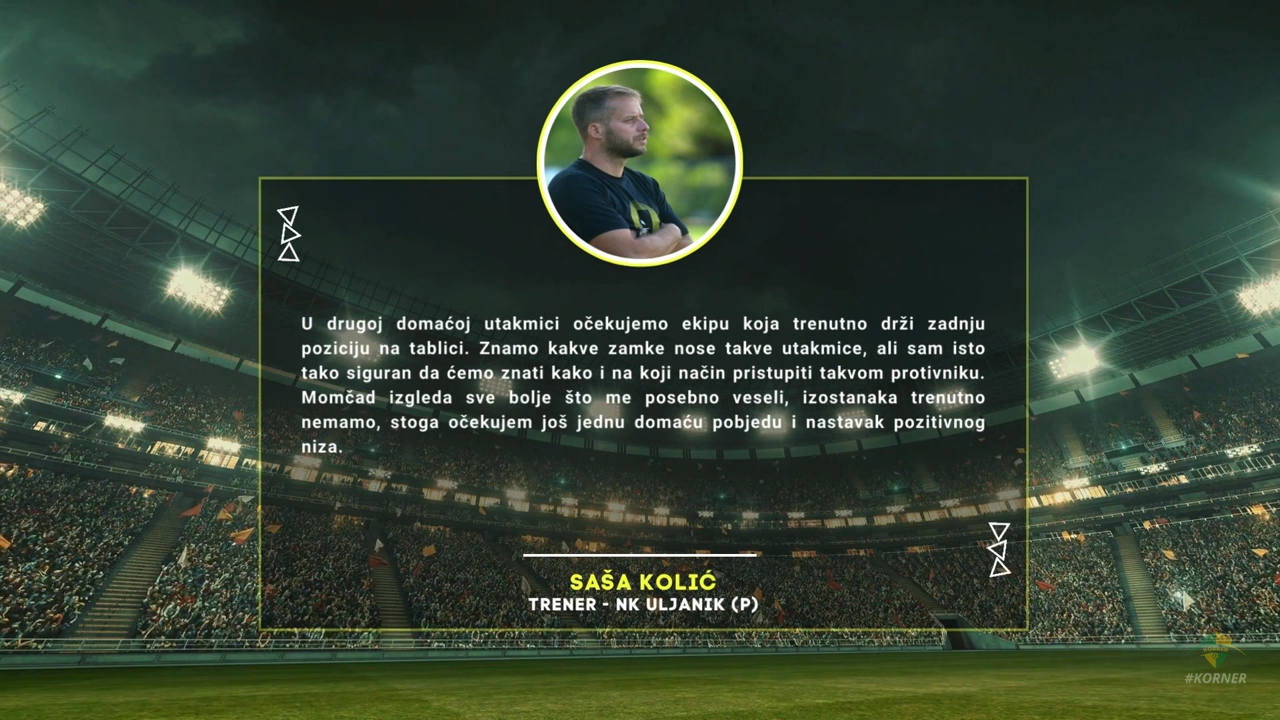 U drugoj domaćoj utakmici očekujemo ekipu koja trenutno drži zadnju
poziciju na tablici. Znamo kakve zamke nose takve utakmice, ali sam isto
tako siguran da ćemo znati kako i na koji način pristupiti takvom protivniku.
Momčad izgleda sve bolje što me posebno veseli, izostanaka trenutno
nemamo, stoga očekujem još jednu domaću pobjedu i nastavak pozitivnog
niza.
SAŠA KOLIĆ
TRENER - NK ULJANIK (P)
KORNER
#KORNER